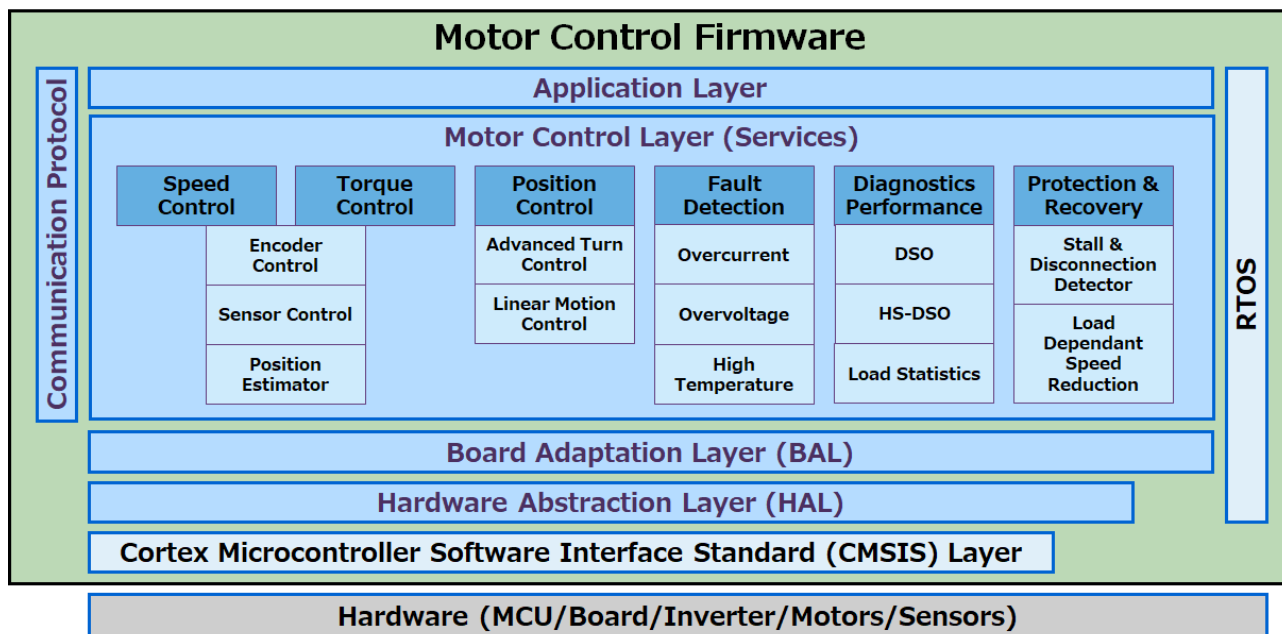 Motor Control Firmware
Communication Protocol
Application Layer
Motor Control Layer (Services)
Speed
Control
Torque
Control
Encoder
Control
Sensor Control
Position
Estimator
Position
Control
Advanced Turn
Control
Linear Motion
Control
Fault
Detection
Overcurrent
Overvoltage
High
Temperature
Diagnostics
Performance
DSO
HS-DSO
Load Statistics
Protection &
Recovery
Stall &
Disconnection
Detector
Load
Dependant
Speed
Reduction
RTOS
Board Adaptation Layer (BAL)
Hardware Abstraction Layer (HAL)
Cortex Microcontroller Software Interface Standard (CMSIS) Layer
Hardware (MCU/Board/Inverter/Motors/Sensors)